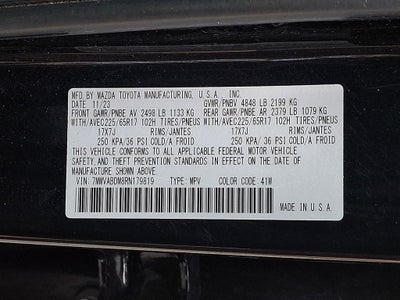 MFD. BY MAZDA TOYOTA MANUFACTURING, U.S.A. INC.
DATE 11/23 GVWR/PNBV 4848 LB 2199 KG
FRONT GAWR/PNBE AV 2498 LB 1133 KG REAR GAWR/PNBE AR 2379 LB 1079 KG
WITH/AVEC225/65R17 102H TIRES/PNEUS WITH/AVEC225/65R17 102H TIRES/PNEUS
17X7J RIMS/JANTES 17X7J RIMS/JANTES
250 KPA/36 PSI COLD/A FROID 250 KPA/36 PSI COLD/A FROID
THIS VEHICLE CONFORMS TO ALL APPLICABLE FEDERAL MOTOR VEHICLE
SAFETY AND THEFT PREVENTION STANDARDS IN EFFECT ON THE DATE OF
MANUFACTURE SHOWN ABOVE.
VIN: 7MMVABDM8RN179819 TYPE: MPV COLOR: 41W
MADE IN U.S.A.